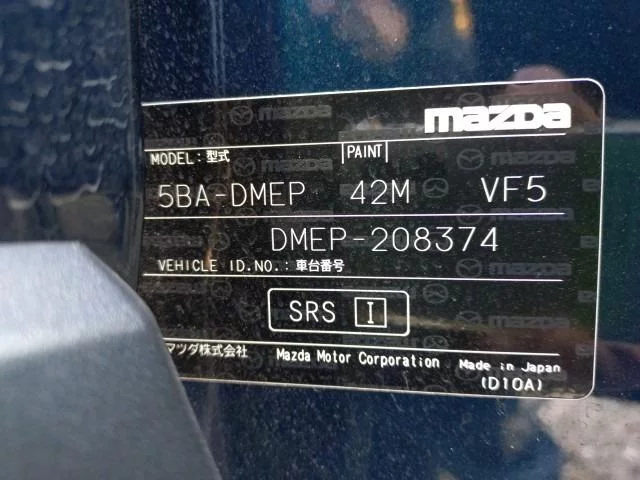 mazda
MODEL:型式 PAINT
5BA-DMEP 42M VF5
DMEP-208374
VEHICLE ID.NO.:車台番号
SRS I
マツダ株式会社 Mazda Motor Corporation Made in Japan
(D10A)